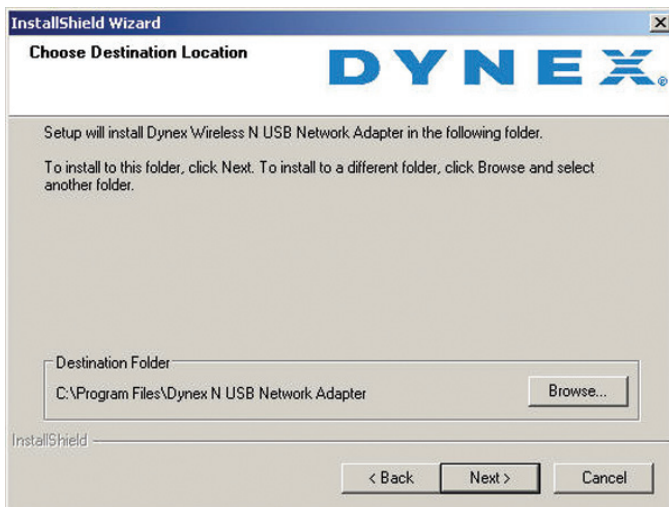 InstallShield Wizard
Choose Destination Location
DYNEX®
Setup will install Dynex Wireless N USB Network Adapter in the following folder.
To install to this folder, click Next. To install to a different folder, click Browse and select
another folder.
Destination Folder
C:\Program Files\Dynex N USB Network Adapter
Browse...
InstallShield
< Back
Next >
Cancel